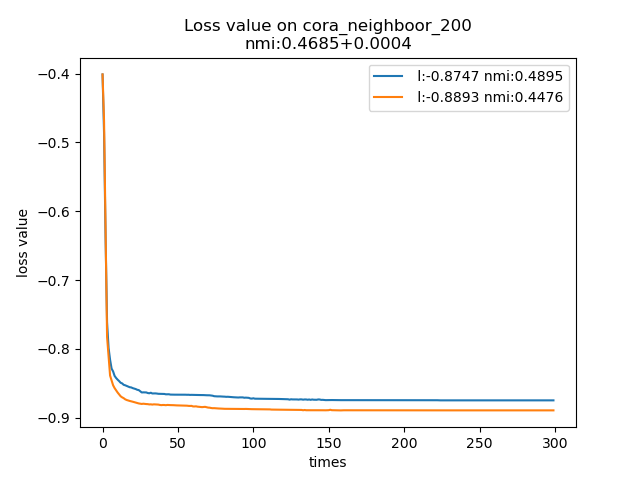 Loss value on cora_neighboor_200
nmi:0.4685+0.0004
l:-0.8747 nmi:0.4895
l:-0.8893 nmi:0.4476
−0.4
−0.5
−0.6
−0.7
−0.8
−0.9
loss value
0 50 100 150 200 250 300
times